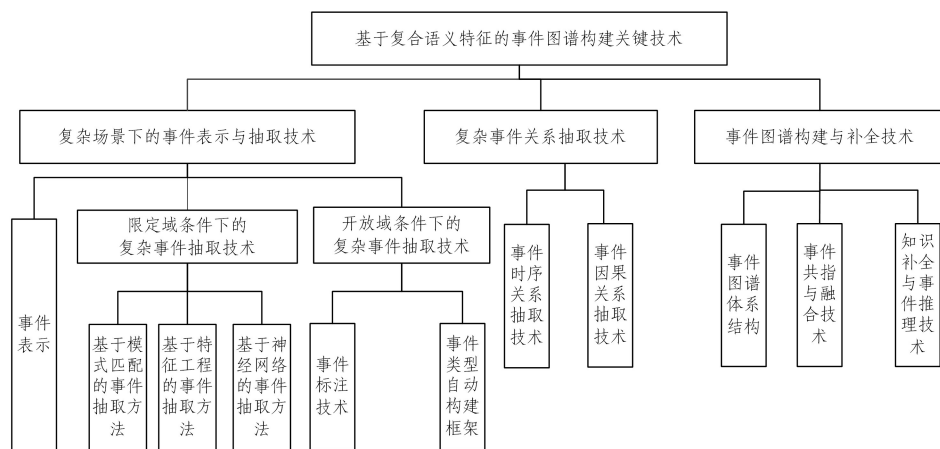 基于复合语义特征的事件图谱构建关键技术
复杂场景下的事件表示与抽取技术
复杂事件关系抽取技术
事件图谱构建与补全技术
事件
表示
限定域条件下的
复杂事件抽取技术
开放域条件下的
复杂事件抽取技术
基于模
式匹配
的事件
抽取方
法
基于特
征工程
的事件
抽取方
法
基于神
经网络
的事件
抽取方
法
事件
标注
技术
事件
类型
自动
构建
框架
事件
时序
关系
抽取
技术
事件
因果
关系
抽取
技术
事件
图谱
体系
结构
事件
共指
与融
合技
术
知识
补全
与事
件推
理技
术